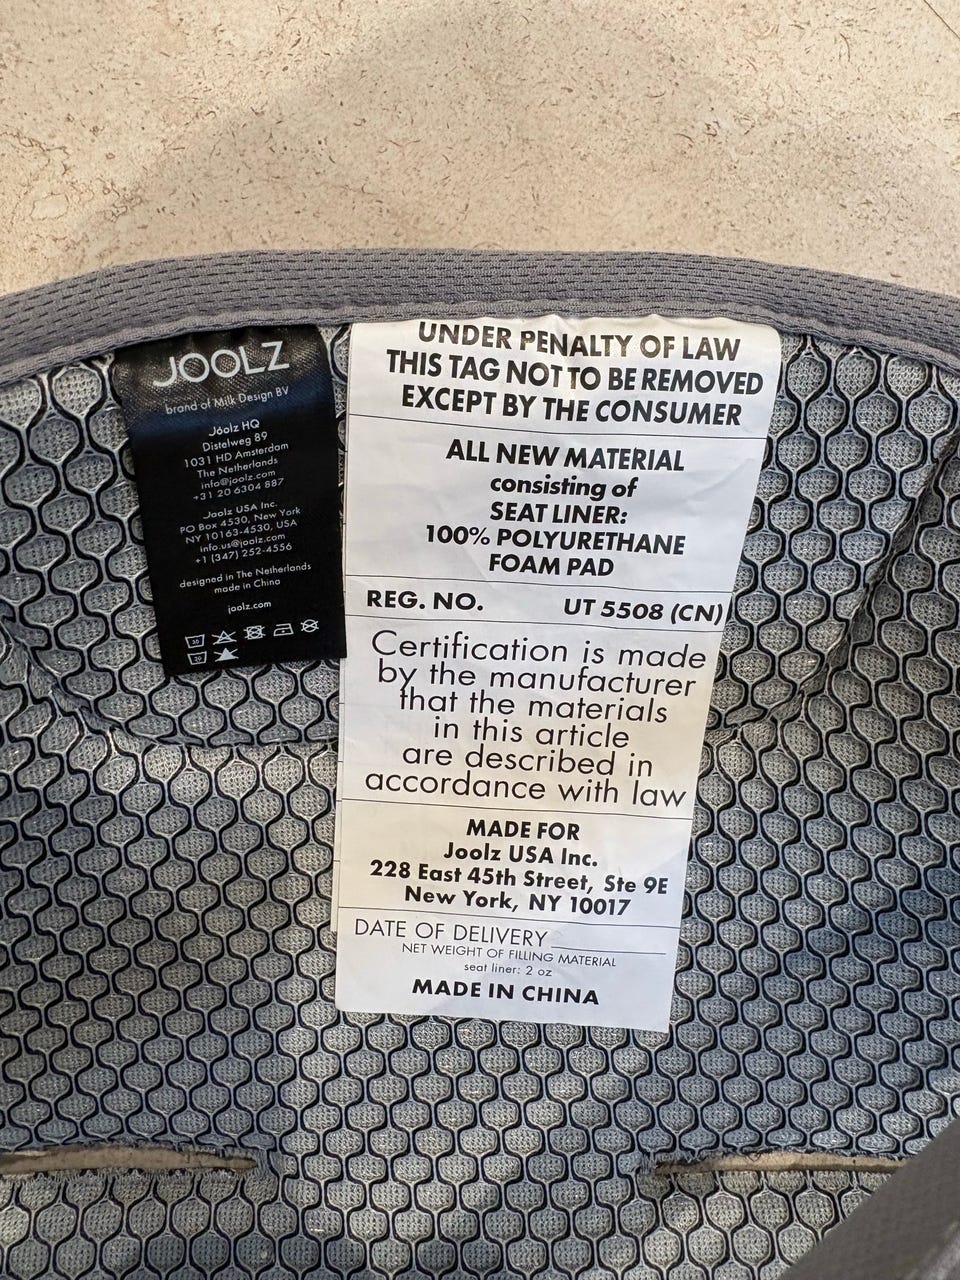 JOOLZ
brand of Milk Design BV
Joolz HQ
Distelweg 89
1031 HD Amsterdam
The Netherlands
info@joolz.com
+31 20 6304 887
Joolz USA Inc.
PO Box 4530, New York
NY 10163-4530, USA
info.us@joolz.com
+1 (347) 252-4556
designed in The Netherlands
made in China
joolz.com
30
30
UNDER PENALTY OF LAW
THIS TAG NOT TO BE REMOVED
EXCEPT BY THE CONSUMER
ALL NEW MATERIAL
consisting of
SEAT LINER:
100% POLYURETHANE
FOAM PAD
REG. NO. UT 5508 (CN)
Certification is made
by the manufacturer
that the materials
in this article
are described in
accordance with law
MADE FOR
Joolz USA Inc.
228 East 45th Street, Ste 9E
New York, NY 10017
DATE OF DELIVERY
NET WEIGHT OF FILLING MATERIAL
seat liner: 2 oz
MADE IN CHINA